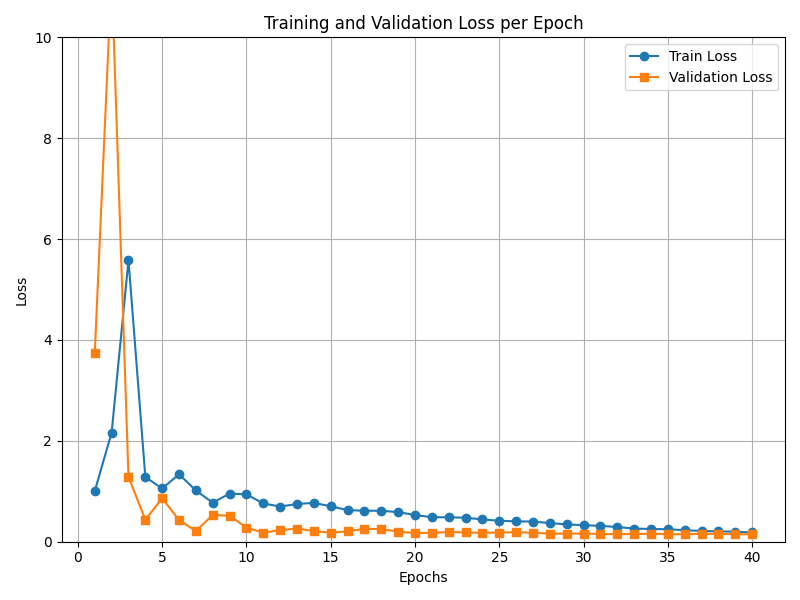 Training and Validation Loss per Epoch
Train Loss
Validation Loss
Loss
10
8
6
4
2
0
0 5 10 15 20 25 30 35 40
Epochs